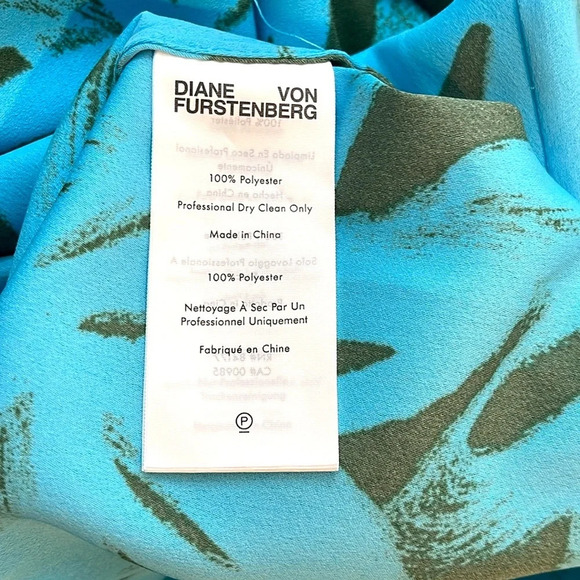 DIANE VON
FURSTENBERG
100% Polyester
Professional Dry Clean Only
Made in China
100% Polyester
Nettoyage À Sec Par Un
Professionnel Uniquement
Fabriqué en Chine
P